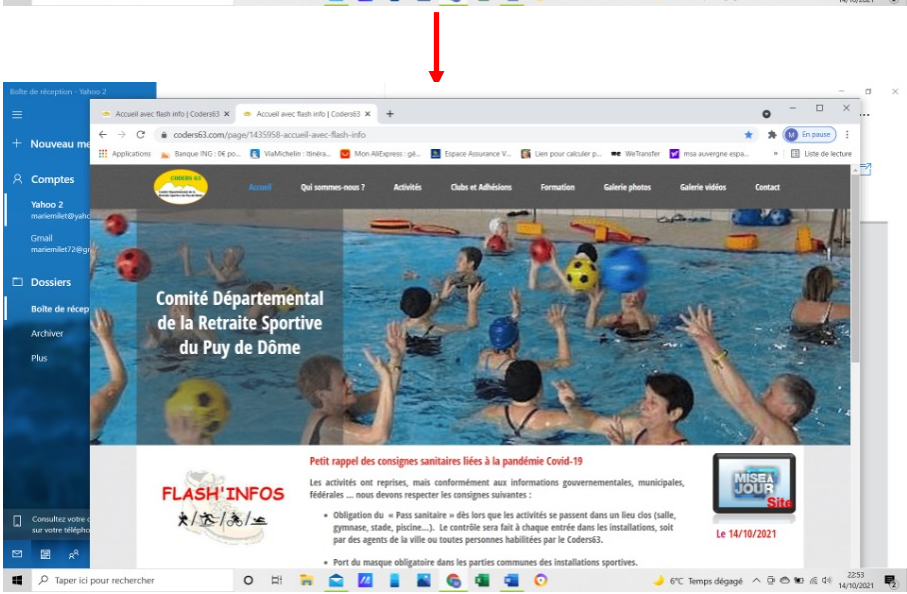 14/10/2021
Boîte de réception - Yahoo 2
Accueil avec flash info | Coders63
Accueil avec flash info | Coders63
coders63.com/page/1435958-accueil-avec-flash-info
En pause
Applications
Banque ING : 0€ po...
ViaMichelin : Itinéra...
Mon AliExpress : gé...
Espace Assurance V...
Lien pour calculer p...
WeTransfer
msa auvergne espa...
Liste de lecture
Nouveau me
Comptes
Yahoo 2
mariemilet@yaho
Gmail
mariemilet72@g
Dossiers
Boîte de récep
Archiver
Plus
Consultez votre c
sur votre télépho
CODERS 63
Accueil
Qui sommes-nous ?
Activités
Clubs et Adhésions
Formation
Galerie photos
Galerie vidéos
Contact
Comité Départemental
de la Retraite Sportive
du Puy de Dôme
FLASH'INFOS
Petit rappel des consignes sanitaires liées à la pandémie Covid-19
Les activités ont reprises, mais conformément aux informations gouvernementales, municipales,
fédérales ... nous devons respecter les consignes suivantes :
• Obligation du « Pass sanitaire » dès lors que les activités se passent dans un lieu clos (salle,
gymnase, stade, piscine...). Le contrôle sera fait à chaque entrée dans les installations, soit
par des agents de la ville ou toutes personnes habilitées par le Coders63.
• Port du masque obligatoire dans les parties communes des installations sportives.
MISE A
JOUR
Site
Le 14/10/2021
Taper ici pour rechercher
6°C Temps dégagé
22:53
14/10/2021